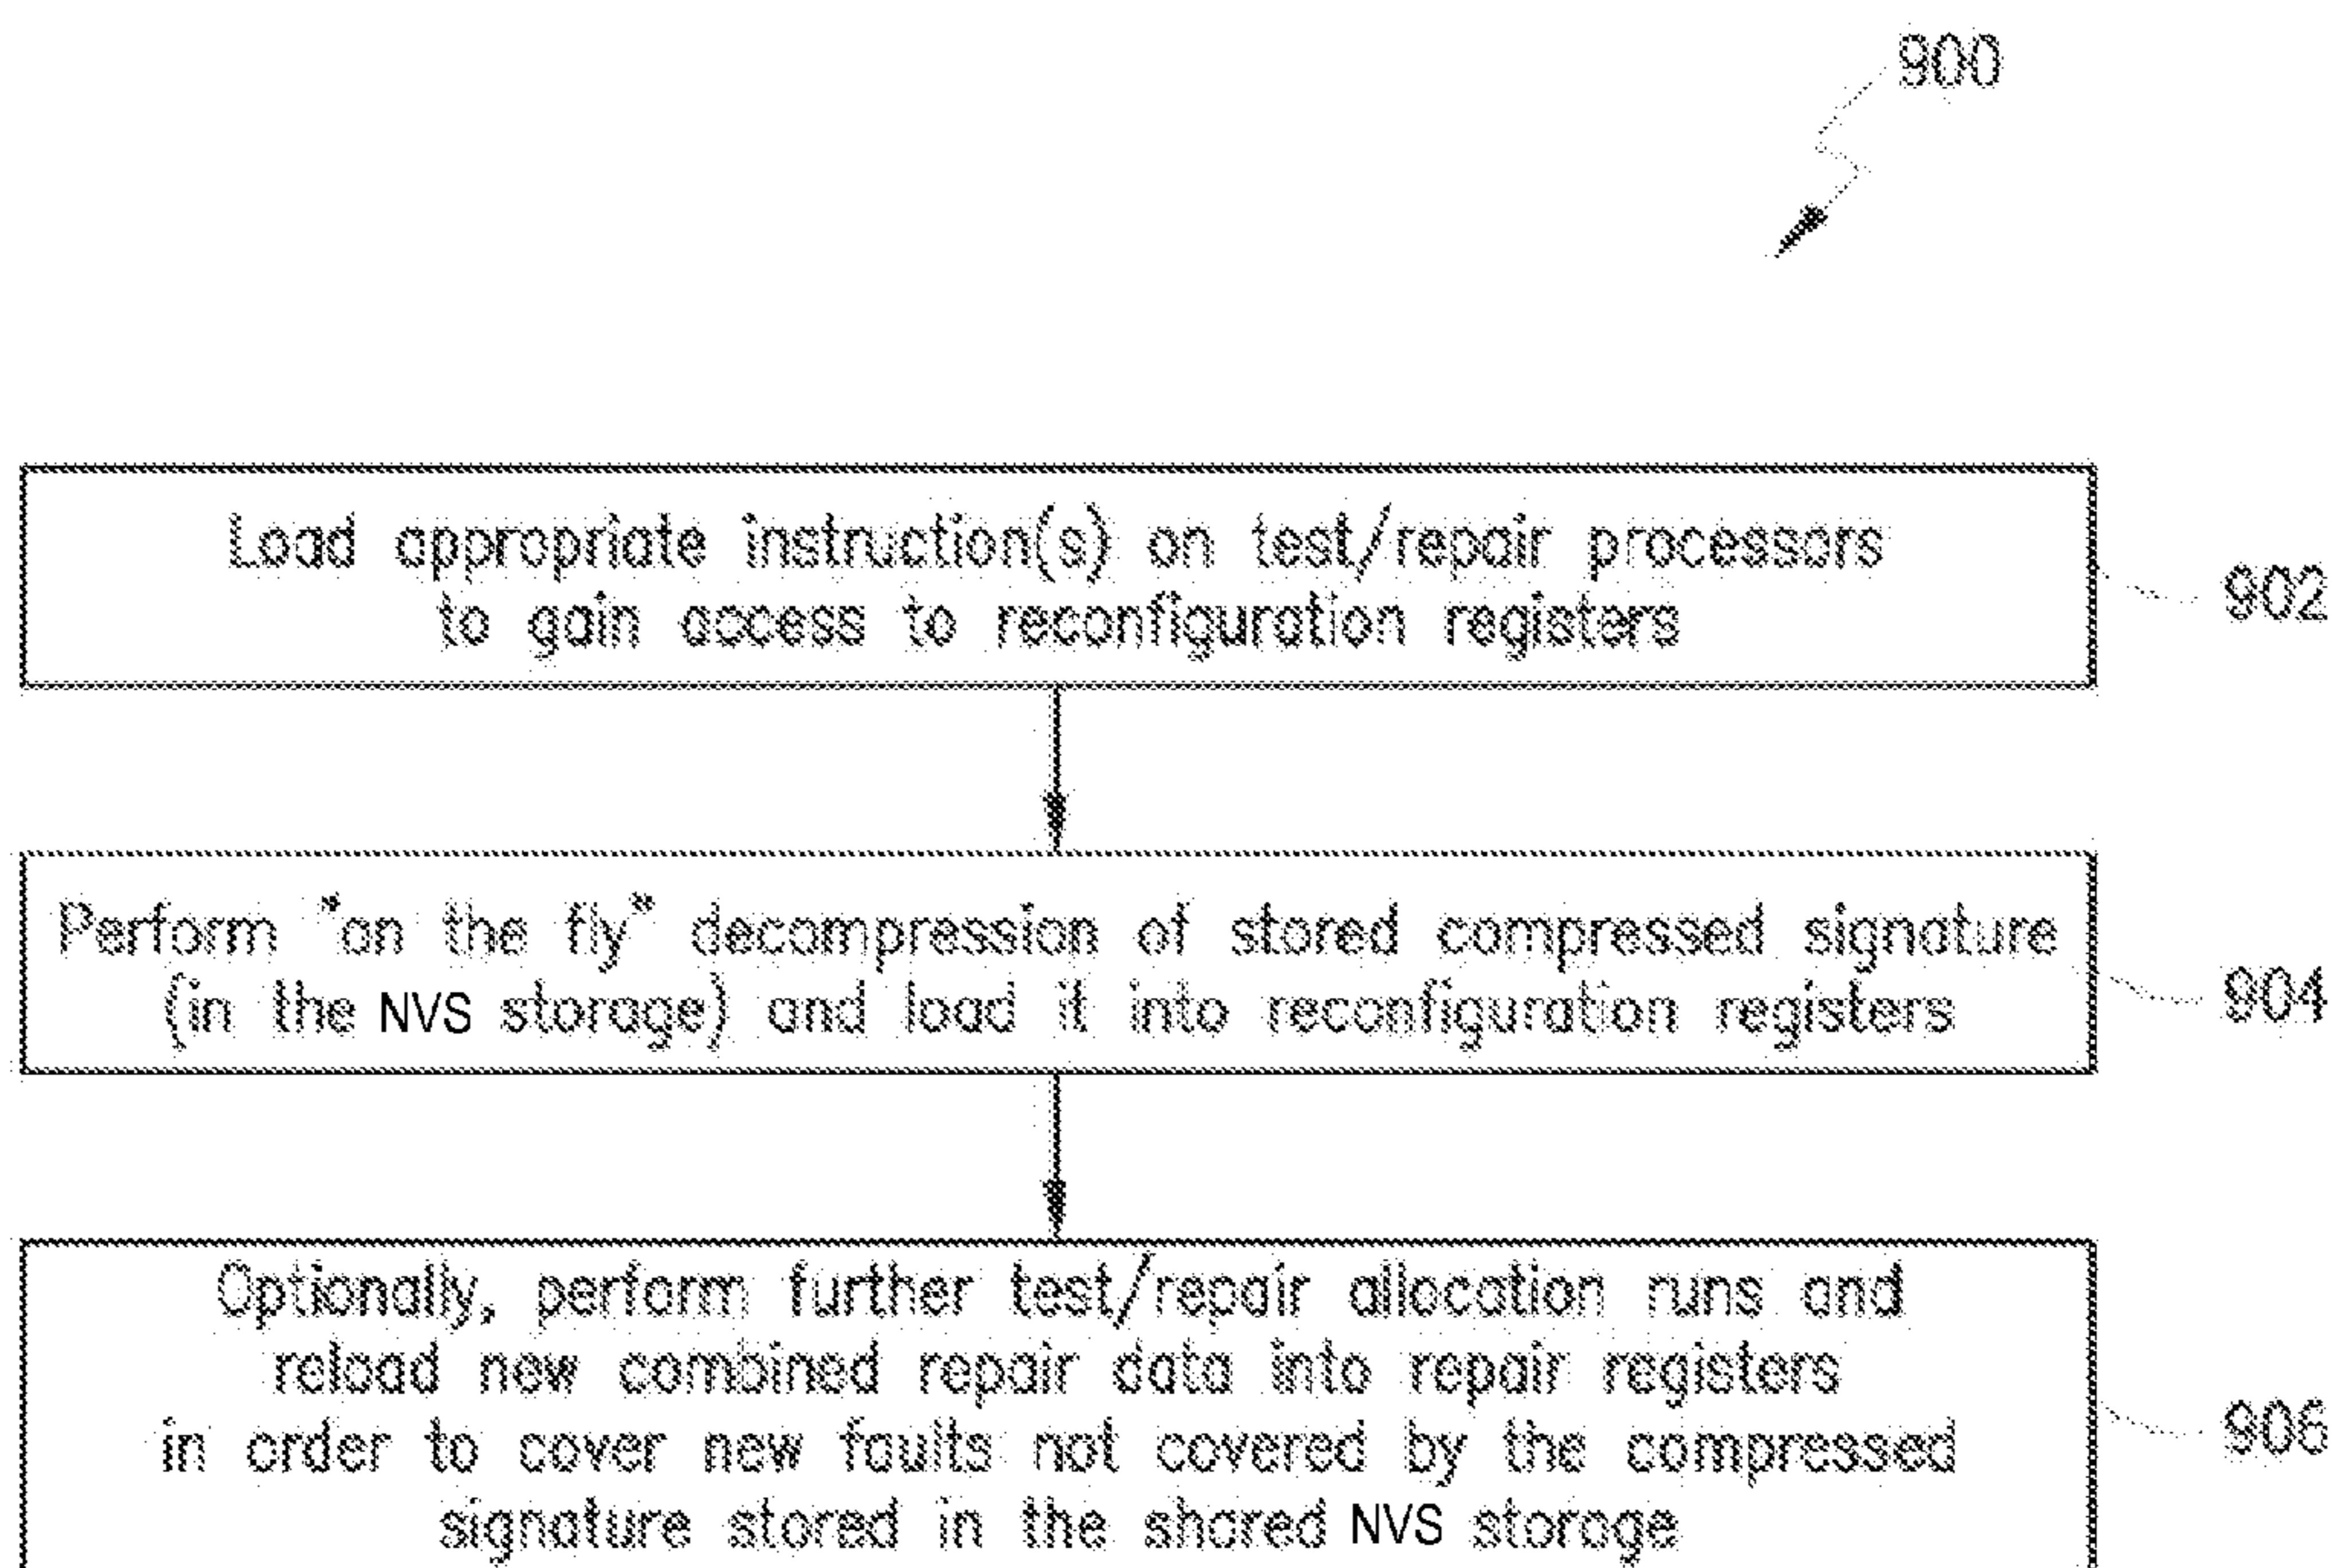 900
Load appropriate instruction(s) on test/repair processors
to gain access to reconfiguration registers
902
Perform "on the fly" decompression of stored compressed signature
(in the NVS storage) and load it into reconfiguration registers
904
Optionally, perform further test/repair allocation runs and
reload new combined repair data into repair registers
in order to cover new faults not covered by the compressed
signature stored in the shared NVS storage
906